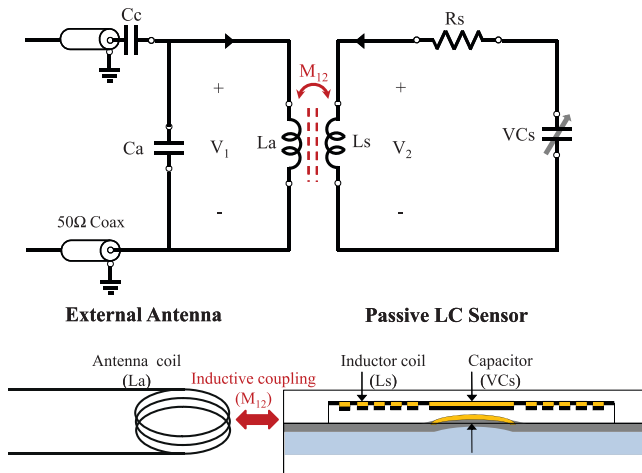 Cc
Rs
M12
+
+
Ca
V1
La
Ls
V2
VCs
-
-
50Ω Coax
External Antenna
Passive LC Sensor
Antenna coil
(La)
Inductive coupling
(M12)
Inductor coil
(Ls)
Capacitor
(VCs)